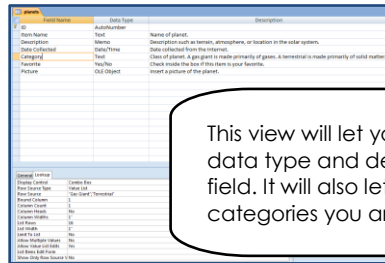 planets
Field Name Data Type Description
ID AutoNumber
Item Name Text Name of planet.
Description Memo Description such as terrain, atmosphere, or location in the solar system.
Date Collected Date/Time Date collected from the internet.
Category Text Class of planet. A gas giant is made primarily of gases. A terrestrial is made primarily of solid matter
Favorite Yes/No Check inside the box if this item is your favorite.
Picture OLE Object Insert a picture of the planet.
General Lookup
Display Control Combo Box
Row Source Type Value List
Row Source "Gas Giant";"Terrestrial"
Bound Column 1
Column Count 1
Column Heads No
Column Widths 1"
List Rows 16
List Width 1"
Limit To List No
Allow Multiple Values No
Allow Value List Edits No
List Items Edit Form
Show Only Row Source V No
This view will let yo
data type and de
field. It will also let
categories you ar